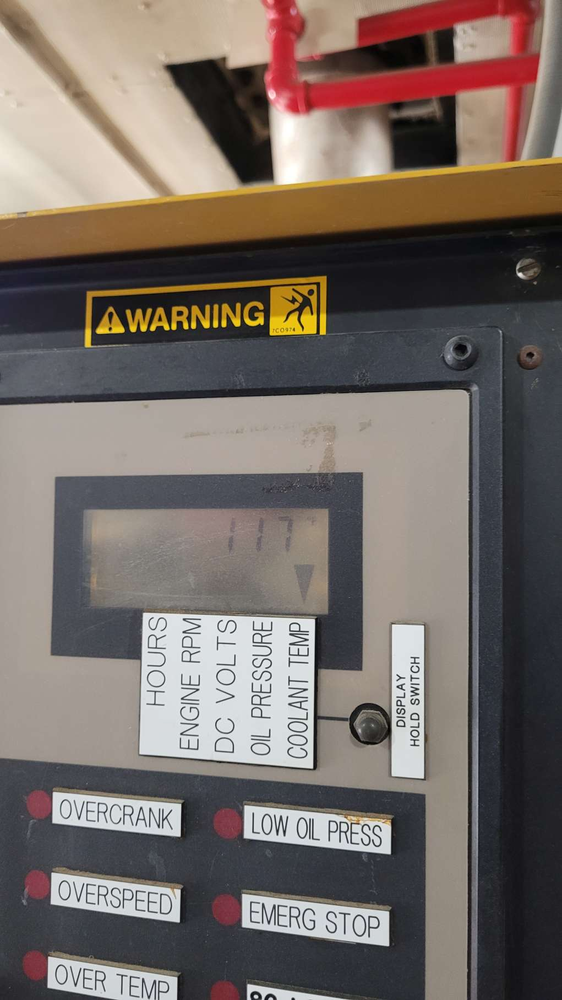 WARNING
7C0974
117°
HOURS
ENGINE RPM
DC VOLTS
OIL PRESSURE
COOLANT TEMP
DISPLAY
HOLD SWITCH
OVERCRANK
LOW OIL PRESS
OVERSPEED
EMERG STOP
OVER TEMP